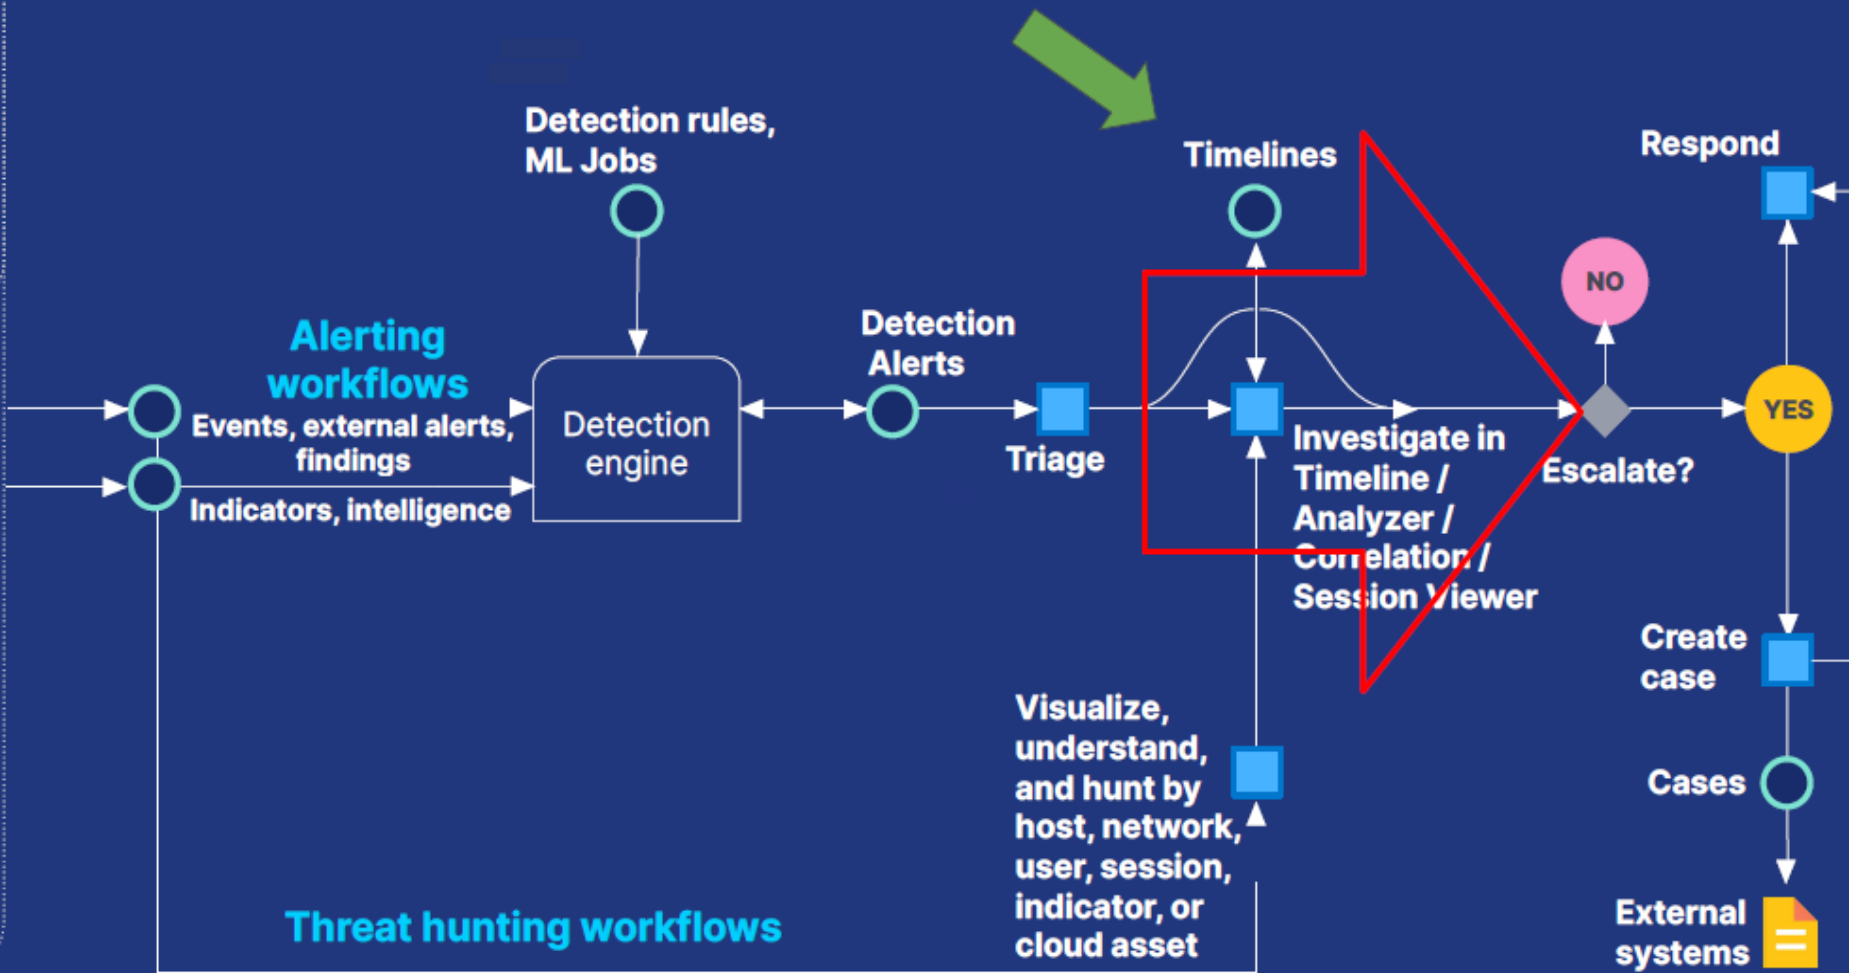 Detection rules,
ML Jobs
Timelines
Respond
Alerting
workflows
Events, external alerts,
findings
Indicators, intelligence
Detection
engine
Detection
Alerts
Triage
Investigate in
Timeline /
Analyzer /
Correlation /
Session Viewer
NO
Escalate?
YES
Create
case
Cases
External
systems
Visualize,
understand,
and hunt by
host, network,
user, session,
indicator, or
cloud asset
Threat hunting workflows